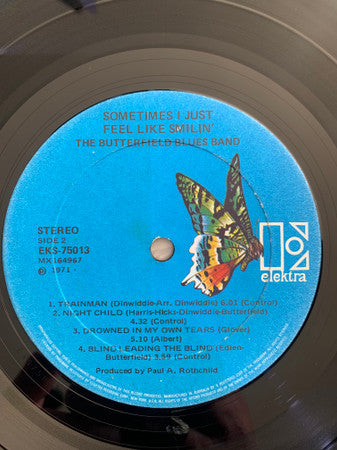 SOMETIMES I JUST
FEEL LIKE SMILIN'
THE BUTTERFIELD BLUES BAND
STEREO
SIDE 2
EKS-75013
MX164967
℗ 1971
elektra
1. TRAINMAN (Dinwiddie-Arr. Dinwiddie) 6.01 (Control)
2. NIGHT CHILD (Harris-Hicks-Dinwiddie-Butterfield)
4.32 (Control)
3. DROWNED IN MY OWN TEARS (Glover)
5.10 (Albert)
4. BLIND LEADING THE BLIND (Eden-
Butterfield) 3.59 (Control)
Produced by Paul A. Rothchild